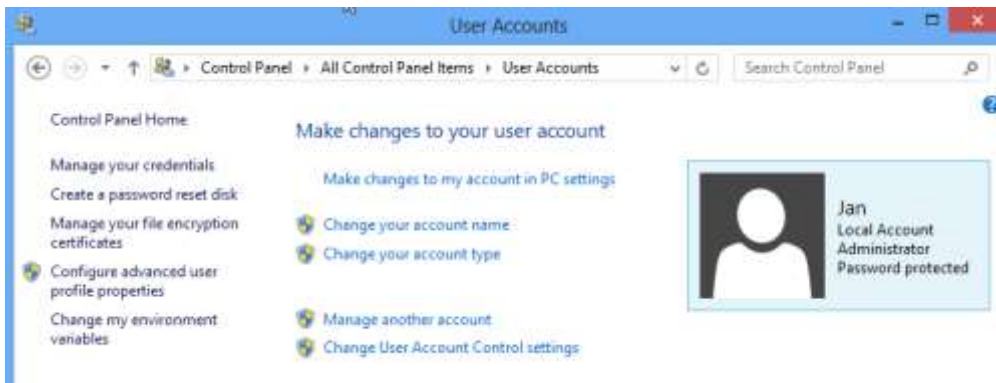 User Accounts
Control Panel ▸ All Control Panel Items ▸ User Accounts
Search Control Panel
Control Panel Home
Manage your credentials
Create a password reset disk
Manage your file encryption
certificates
Configure advanced user
profile properties
Change my environment
variables
Make changes to your user account
Make changes to my account in PC settings
Change your account name
Change your account type
Manage another account
Change User Account Control settings
Jan
Local Account
Administrator
Password protected